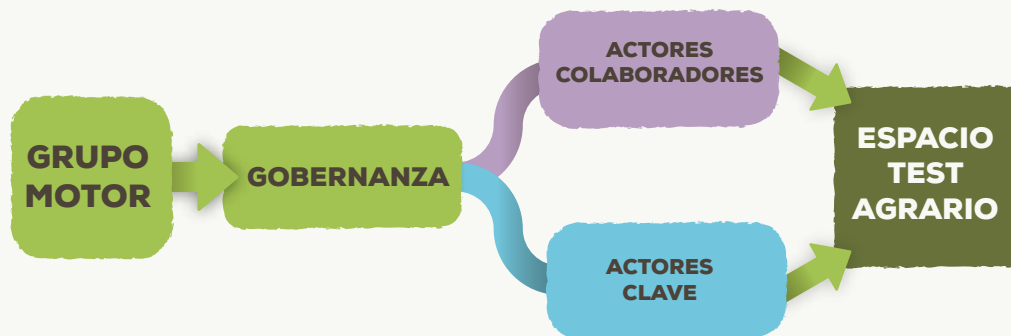 GRUPO
MOTOR
GOBERNANZA
ACTORES
COLABORADORES
ACTORES
CLAVE
ESPACIO
TEST
AGRARIO